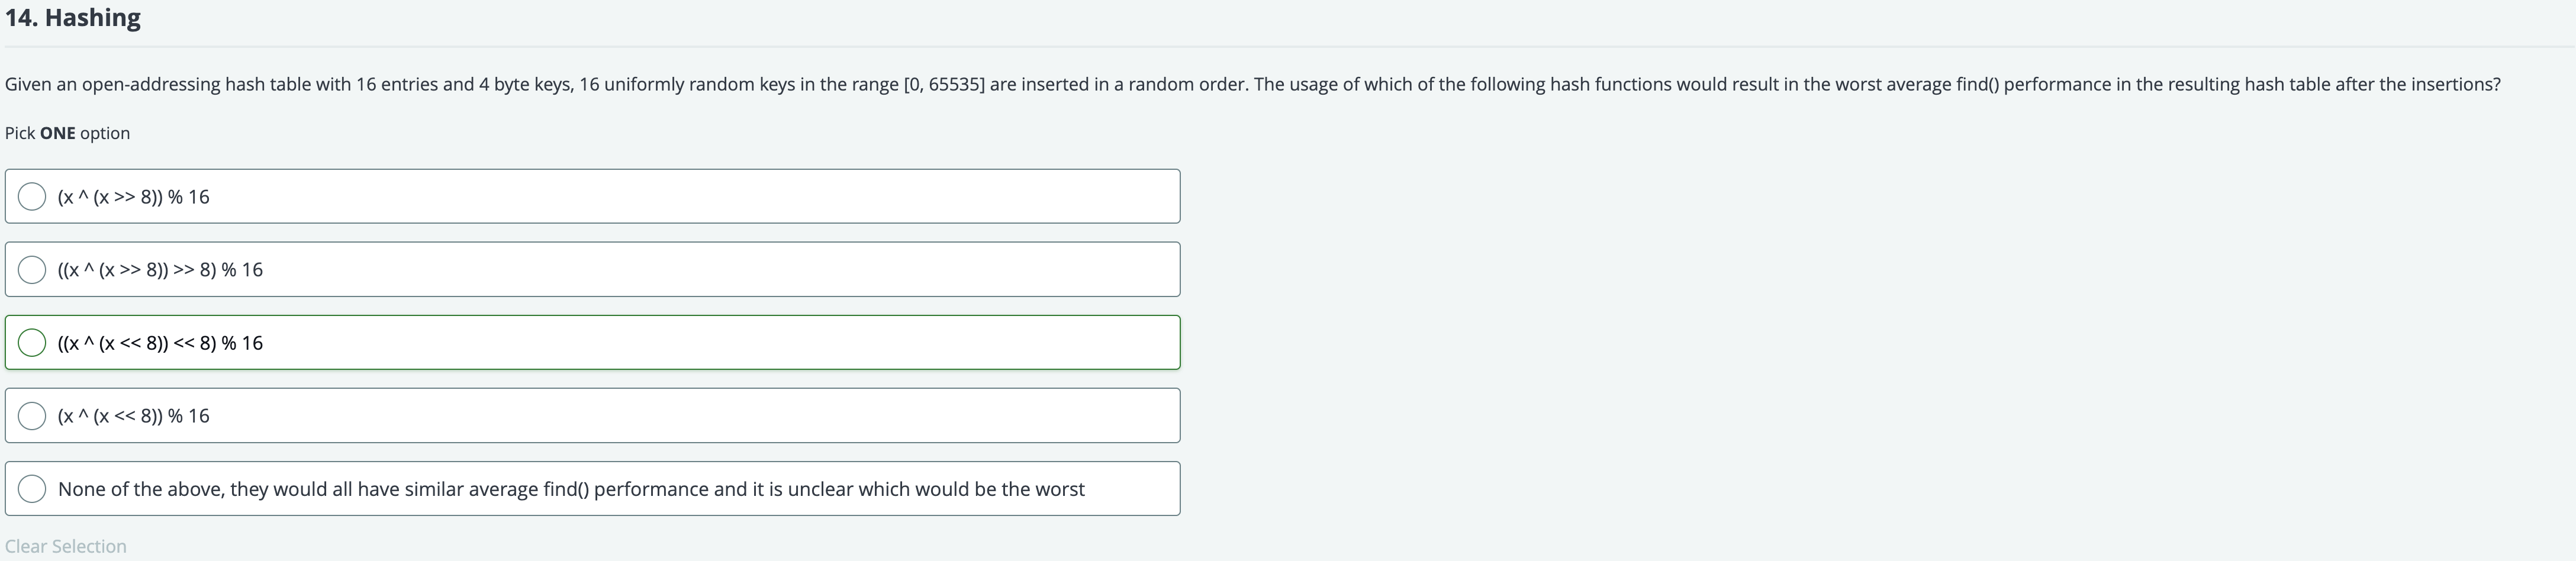 14. Hashing
Given an open-addressing hash table with 16 entries and 4 byte keys, 16 uniformly random keys in the range [0, 65535] are inserted in a random order. The usage of which of the following hash functions would result in the worst average find() performance in the resulting hash table after the insertions?
Pick ONE option
(x ^ (x >> 8)) % 16
((x ^ (x >> 8)) >> 8) % 16
((x ^ (x << 8)) << 8) % 16
(x ^ (x << 8)) % 16
None of the above, they would all have similar average find() performance and it is unclear which would be the worst
Clear Selection